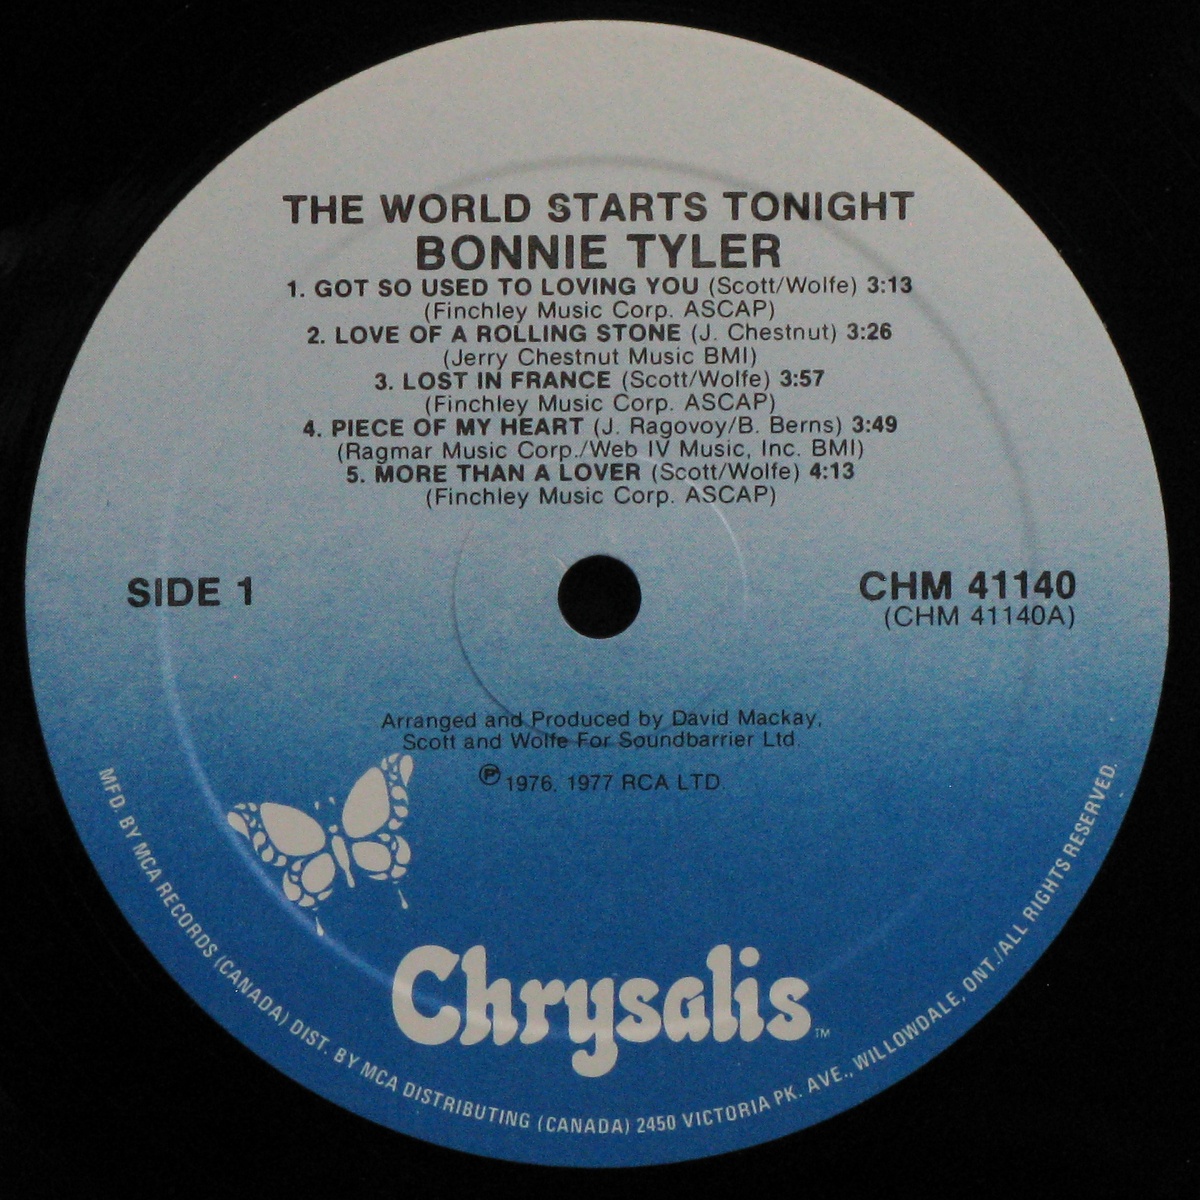 THE WORLD STARTS TONIGHT
BONNIE TYLER
1. GOT SO USED TO LOVING YOU (Scott/Wolfe) 3:13
(Finchley Music Corp. ASCAP)
2. LOVE OF A ROLLING STONE (J. Chestnut) 3:26
(Jerry Chestnut Music BMI)
3. LOST IN FRANCE (Scott/Wolfe) 3:57
(Finchley Music Corp. ASCAP)
4. PIECE OF MY HEART (J. Ragovoy/B. Berns) 3:49
(Ragmar Music Corp./Web IV Music, Inc. BMI)
5. MORE THAN A LOVER (Scott/Wolfe) 4:13
(Finchley Music Corp. ASCAP)
SIDE 1
CHM 41140
(CHM 41140A)
Arranged and Produced by David Mackay,
Scott and Wolfe For Soundbarrier Ltd.
℗ 1976, 1977 RCA LTD.
Chrysalis™
MFD. BY MCA RECORDS (CANADA) DIST. BY MCA DISTRIBUTING (CANADA) 2450 VICTORIA PK. AVE., WILLOWDALE, ONT./ALL RIGHTS RESERVED.